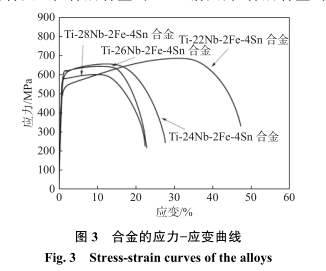 900
800
700
600
500
400
300
200
100
0
应力/MPa
Ti-28Nb-2Fe-4Sn 合金
Ti-22Nb-2Fe-4Sn 合金
Ti-26Nb-2Fe-4Sn 合金
Ti-24Nb-2Fe-4Sn 合金
0 10 20 30 40 50 60
应变/%
图 3 合金的应力-应变曲线
Fig. 3 Stress-strain curves of the alloys